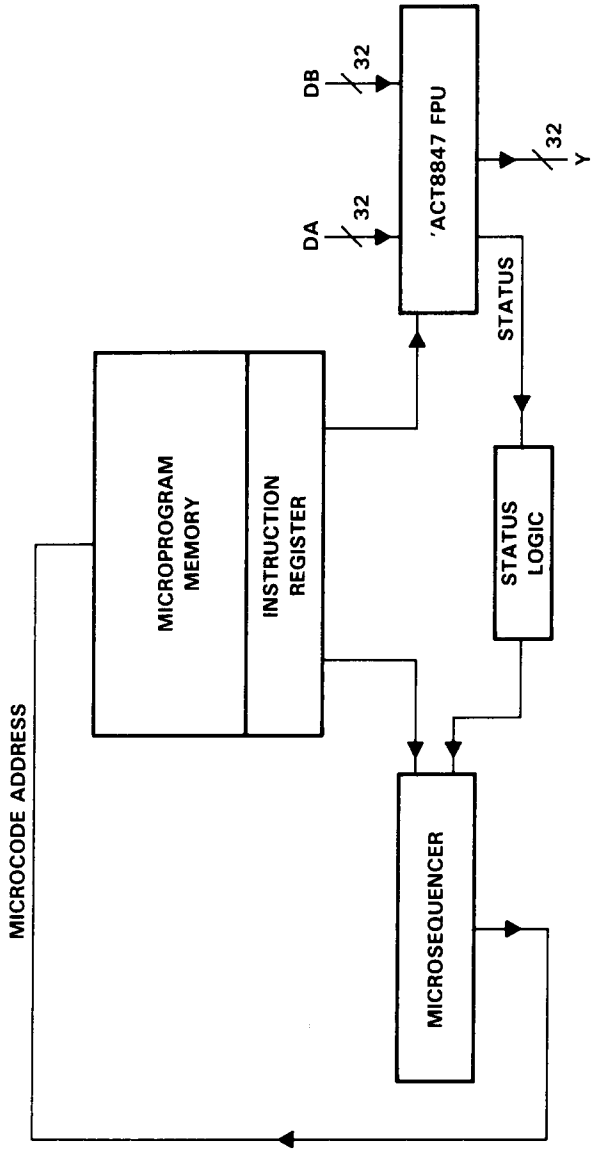 MICROCODE ADDRESS
MICROPROGRAM
MEMORY
INSTRUCTION
REGISTER
DA
DB
32
32
MICROSEQUENCER
'ACT8847 FPU
STATUS
LOGIC
STATUS
32
Y